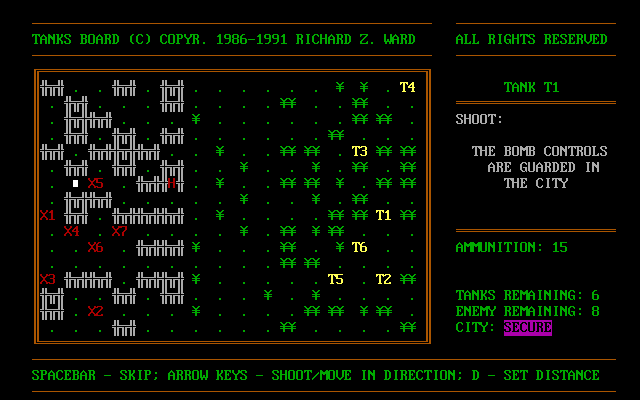 TANKS BOARD (C) COPYR. 1986-1991 RICHARD Z. WARD
ALL RIGHTS RESERVED
T4
TANK T1
SHOOT:
T3
THE BOMB CONTROLS
ARE GUARDED IN
THE CITY
X5
H
X1
T1
X4
X7
X6
T6
AMMUNITION: 15
X3
T5
T2
TANKS REMAINING: 6
X2
ENEMY REMAINING: 8
CITY: SECURE
SPACEBAR - SKIP; ARROW KEYS - SHOOT/MOVE IN DIRECTION; D - SET DISTANCE